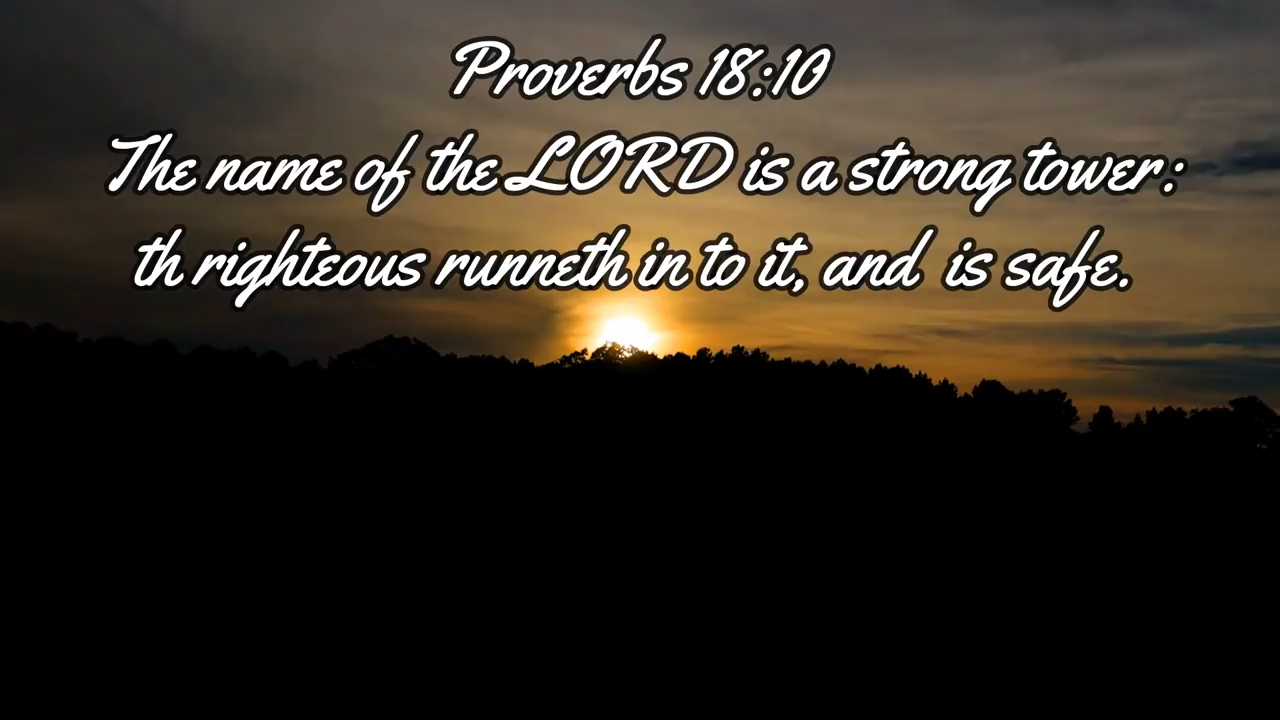 Proverbs 18:10
The name of the LORD is a strong tower:
th righteous runneth in to it, and is safe.